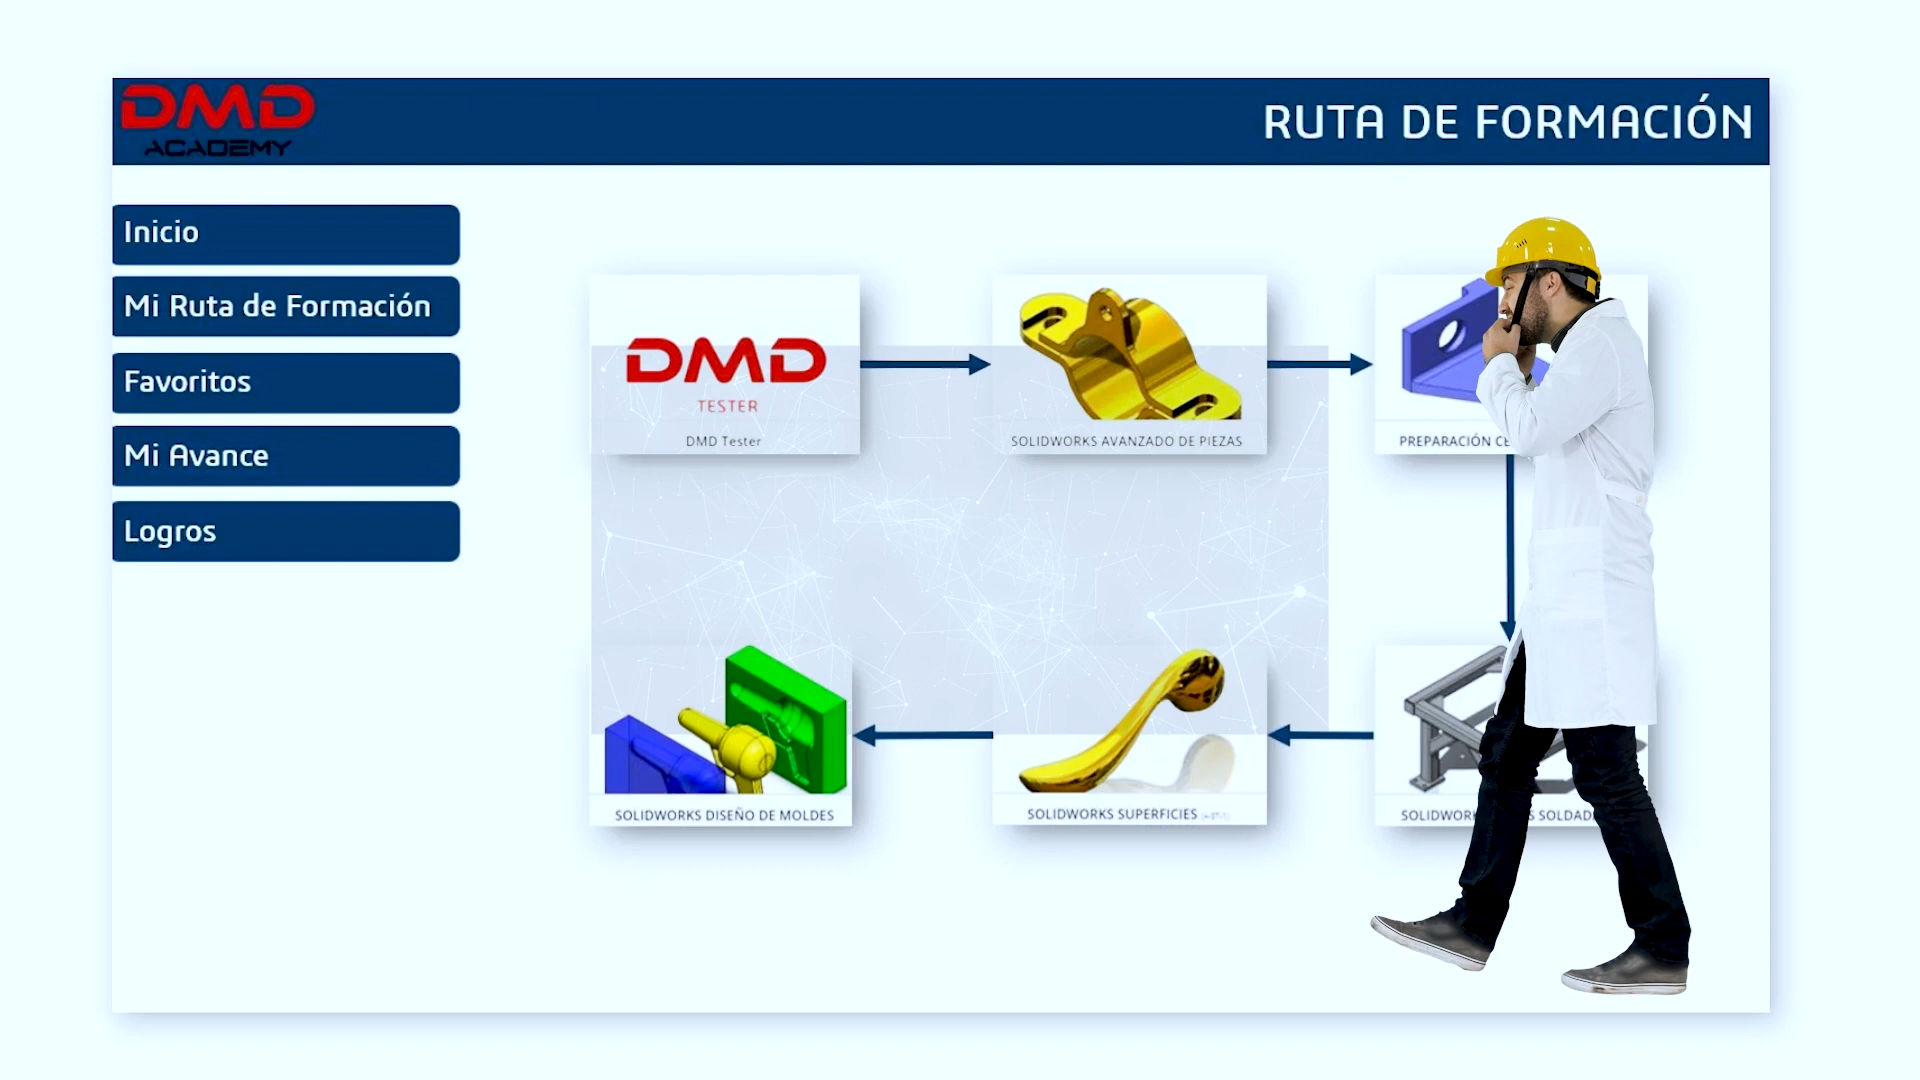 DMD
ACADEMY
RUTA DE FORMACIÓN
Inicio
Mi Ruta de Formación
Favoritos
Mi Avance
Logros
DMD
TESTER
DMD Tester
SOLIDWORKS AVANZADO DE PIEZAS
PREPARACIÓN
SOLIDWORKS DISEÑO DE MOLDES
SOLIDWORKS SUPERFICIES